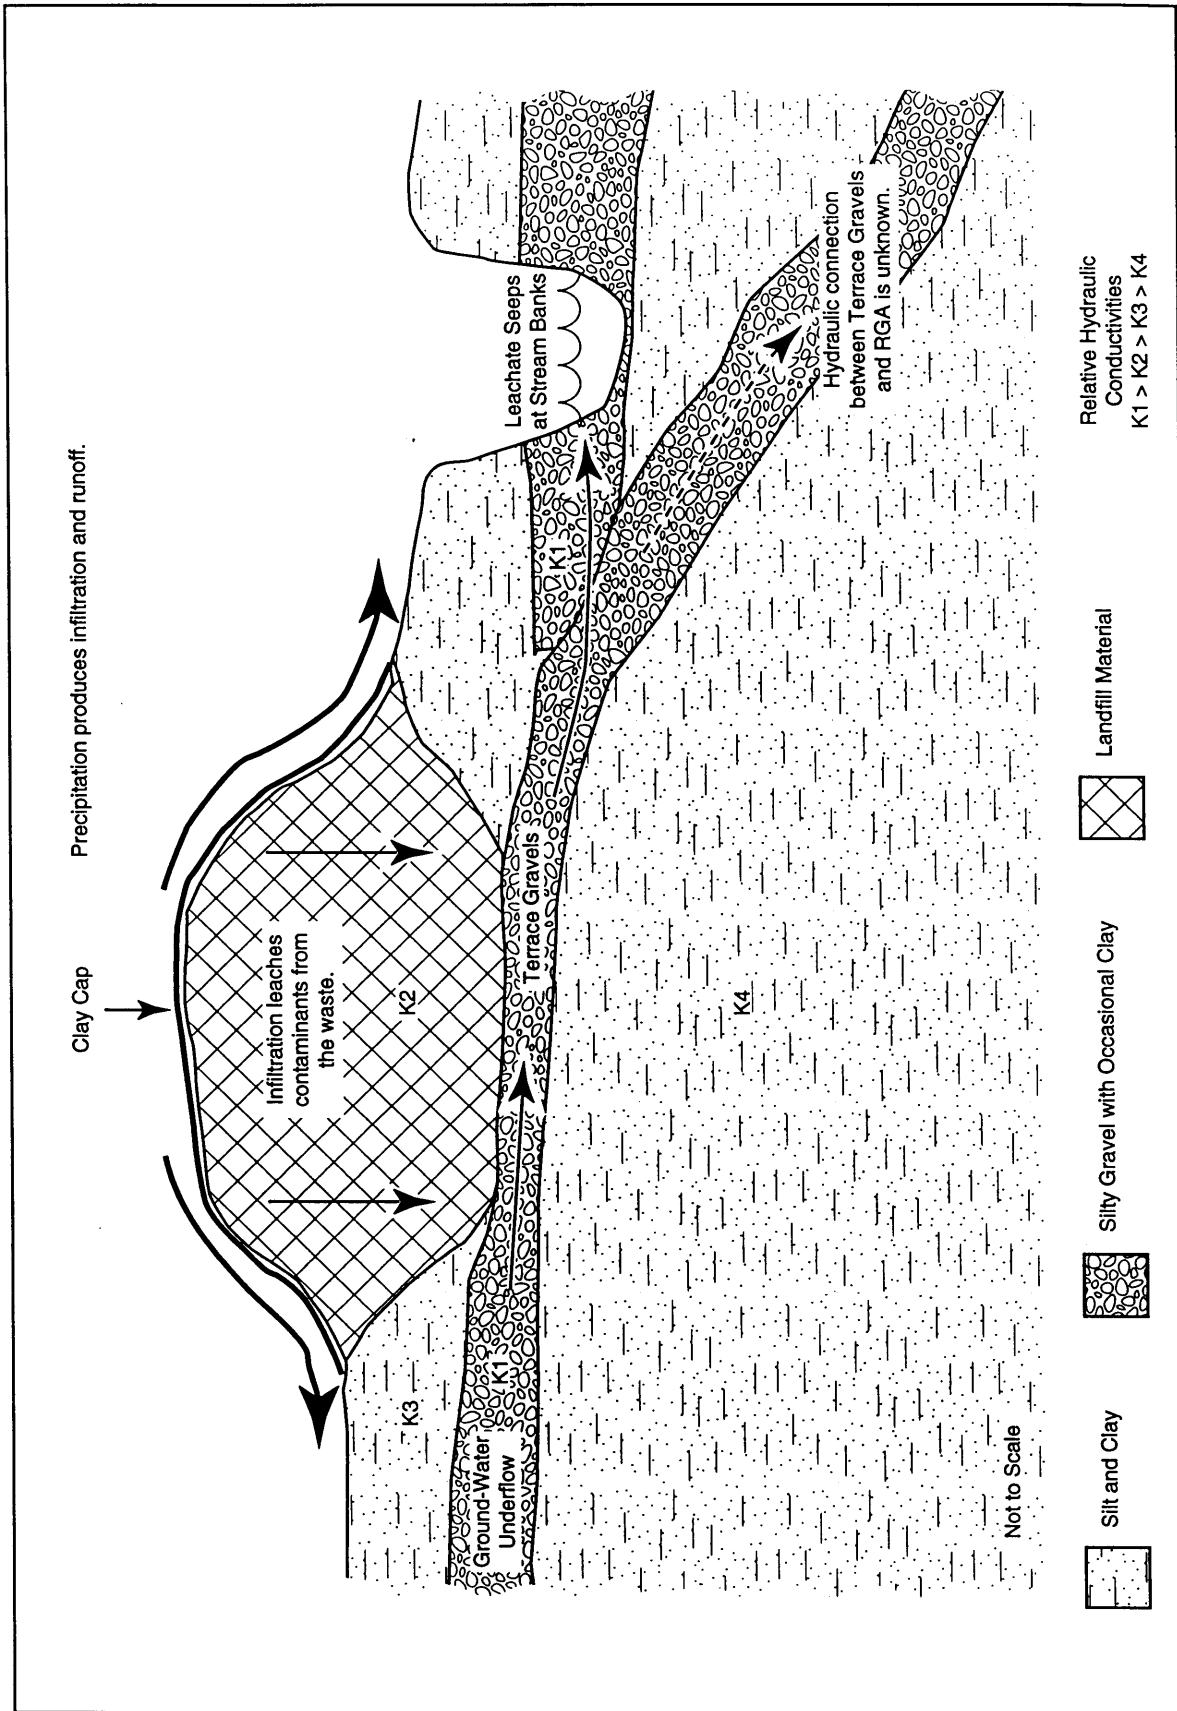 Clay Cap
Precipitation produces infiltration and runoff.
Infiltration leaches
contaminants from
the waste.
K2
Leachate Seeps
at Stream Banks
K3
Ground-Water
Underflow
K1
Terrace Gravels
K1
K4
Hydraulic connection
between Terrace Gravels
and RGA is unknown.
Not to Scale
Silt and Clay
Silty Gravel with Occasional Clay
Landfill Material
Relative Hydraulic
Conductivities
K1 > K2 > K3 > K4